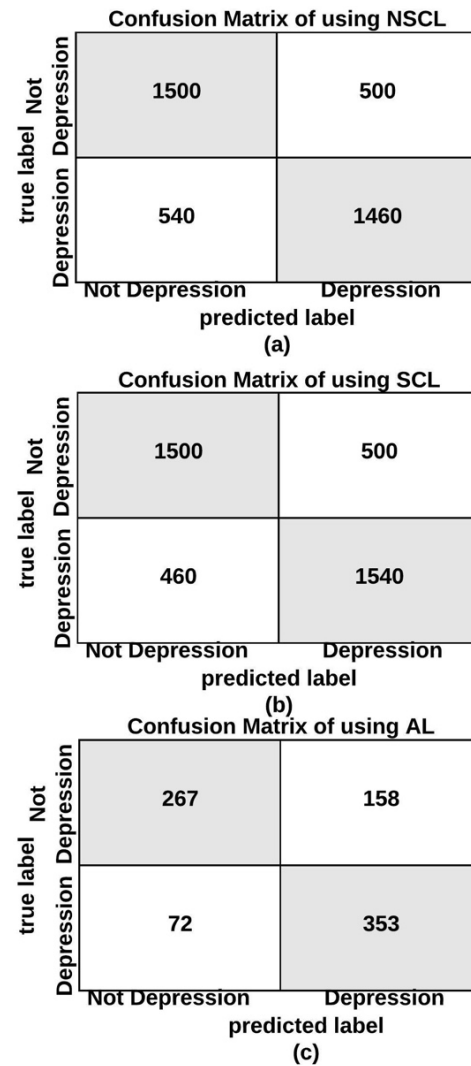 Confusion Matrix of using NSCL
true label
Not
Depression
1500
500
Depression
540
1460
Not Depression
Depression
predicted label
(a)
Confusion Matrix of using SCL
true label
Not
Depression
1500
500
Depression
460
1540
Not Depression
Depression
predicted label
(b)
Confusion Matrix of using AL
true label
Not
Depression
267
158
Depression
72
353
Not Depression
Depression
predicted label
(c)